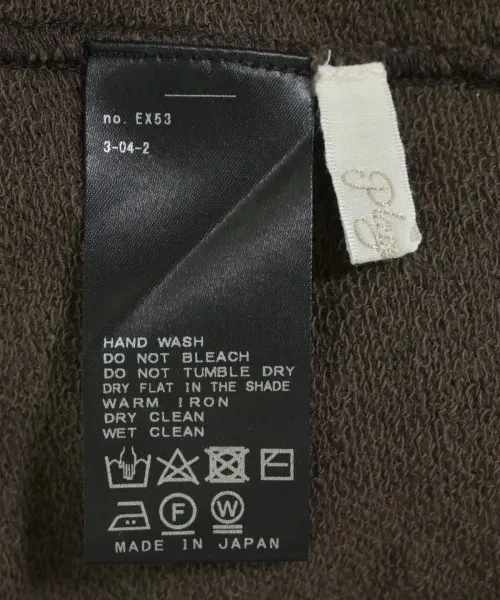 no. EX53
3-04-2
HAND WASH
DO NOT BLEACH
DO NOT TUMBLE DRY
DRY FLAT IN THE SHADE
WARM IRON
DRY CLEAN
WET CLEAN
F
W
MADE IN JAPAN